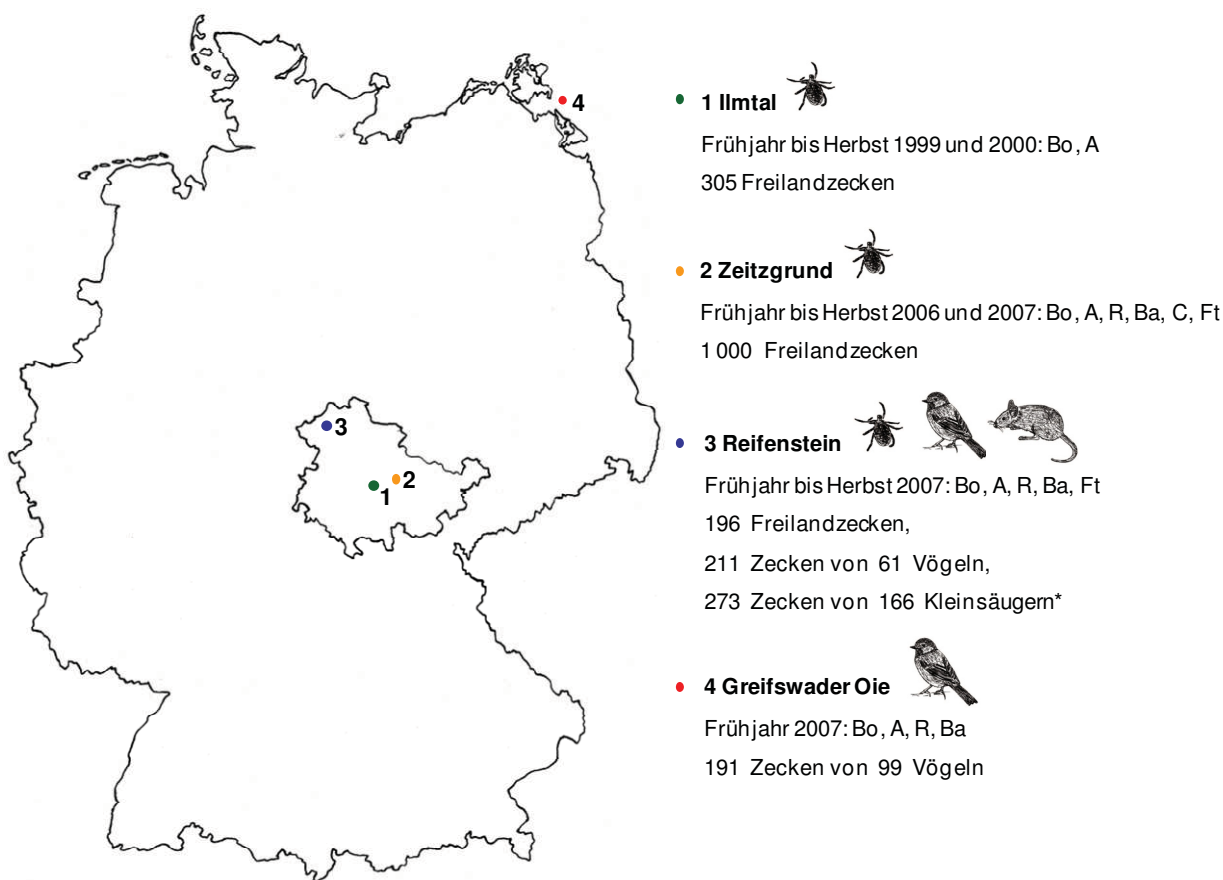 4
3
2
1
1 Ilmtal
Frühjahr bis Herbst 1999 und 2000: Bo, A
305 Freilandzecken
2 Zeitzgrund
Frühjahr bis Herbst 2006 und 2007: Bo, A, R, Ba, C, Ft
1 000 Freilandzecken
3 Reifenstein
Frühjahr bis Herbst 2007: Bo, A, R, Ba, Ft
196 Freilandzecken,
211 Zecken von 61 Vögeln,
273 Zecken von 166 Kleinsäugern*
4 Greifswader Oie
Frühjahr 2007: Bo, A, R, Ba
191 Zecken von 99 Vögeln